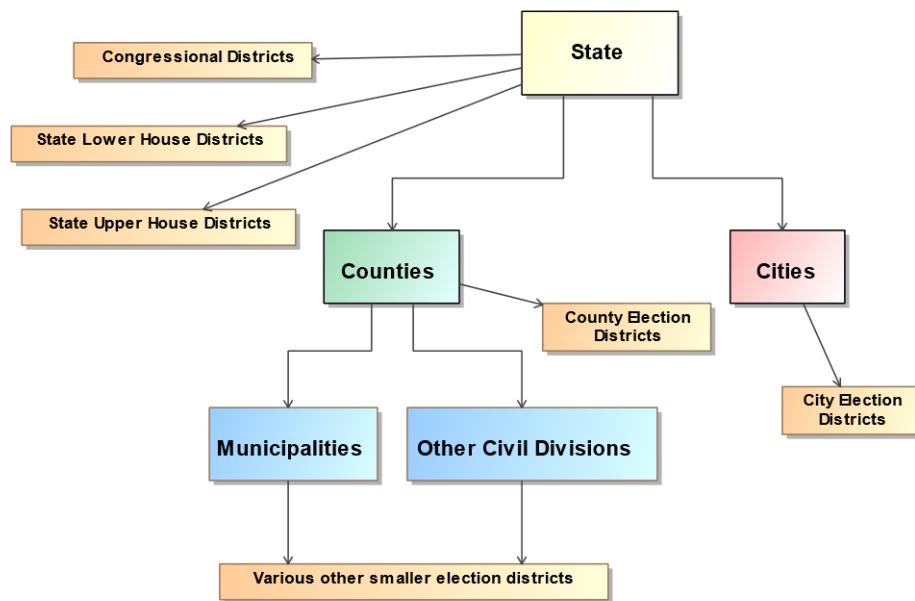 State
Congressional Districts
State Lower House Districts
State Upper House Districts
Counties
Cities
County Election
Districts
City Election
Districts
Municipalities
Other Civil Divisions
Various other smaller election districts